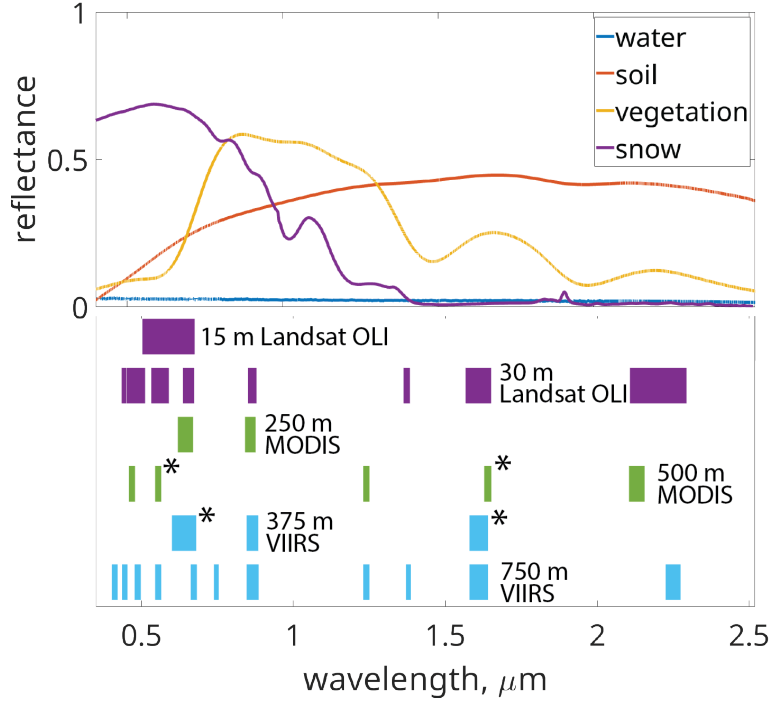 1
0.5
0
reflectance
water
soil
vegetation
snow
15 m Landsat OLI
30 m
Landsat OLI
250 m
MODIS
*
*
500 m
MODIS
*
375 m
VIIRS
*
750 m
VIIRS
0.5 1 1.5 2 2.5
wavelength, μm